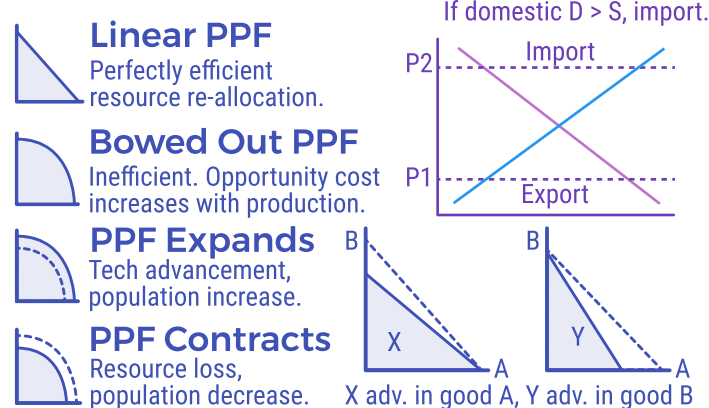 Linear PPF
Perfectly efficient
resource re-allocation.
Bowed Out PPF
Inefficient. Opportunity cost
increases with production.
PPF Expands
Tech advancement,
population increase.
PPF Contracts
Resource loss,
population decrease.
If domestic D > S, import.
P2
Import
P1
Export
B
X
A
B
Y
A
X adv. in good A, Y adv. in good B